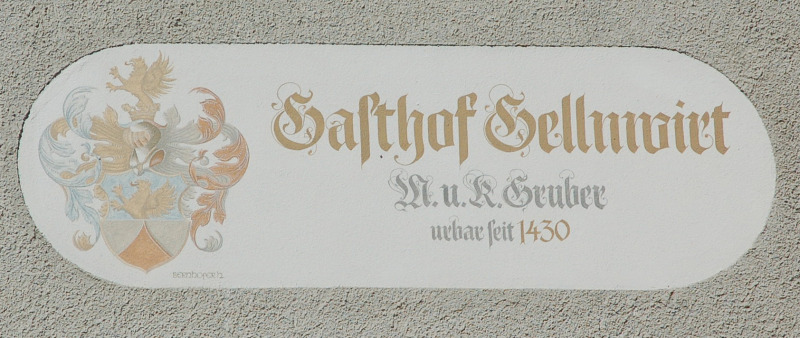 Gasthof Gellnwirt
M. u. K. Gruber
urbar seit 1430